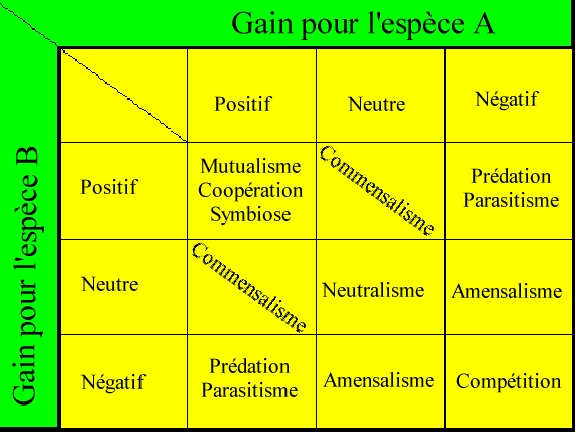 Gain pour l'espèce A
Gain pour l'espèce B
Positif
Neutre
Négatif
Positif
Mutualisme
Coopération
Symbiose
Commensalisme
Prédation
Parasitisme
Neutre
Commensalisme
Neutralisme
Amensalisme
Négatif
Prédation
Parasitisme
Amensalisme
Compétition